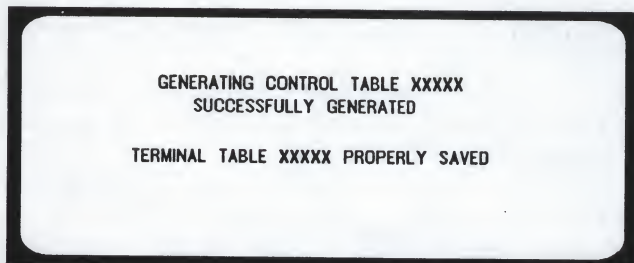 GENERATING CONTROL TABLE XXXXX
SUCCESSFULLY GENERATED
TERMINAL TABLE XXXXX PROPERLY SAVED